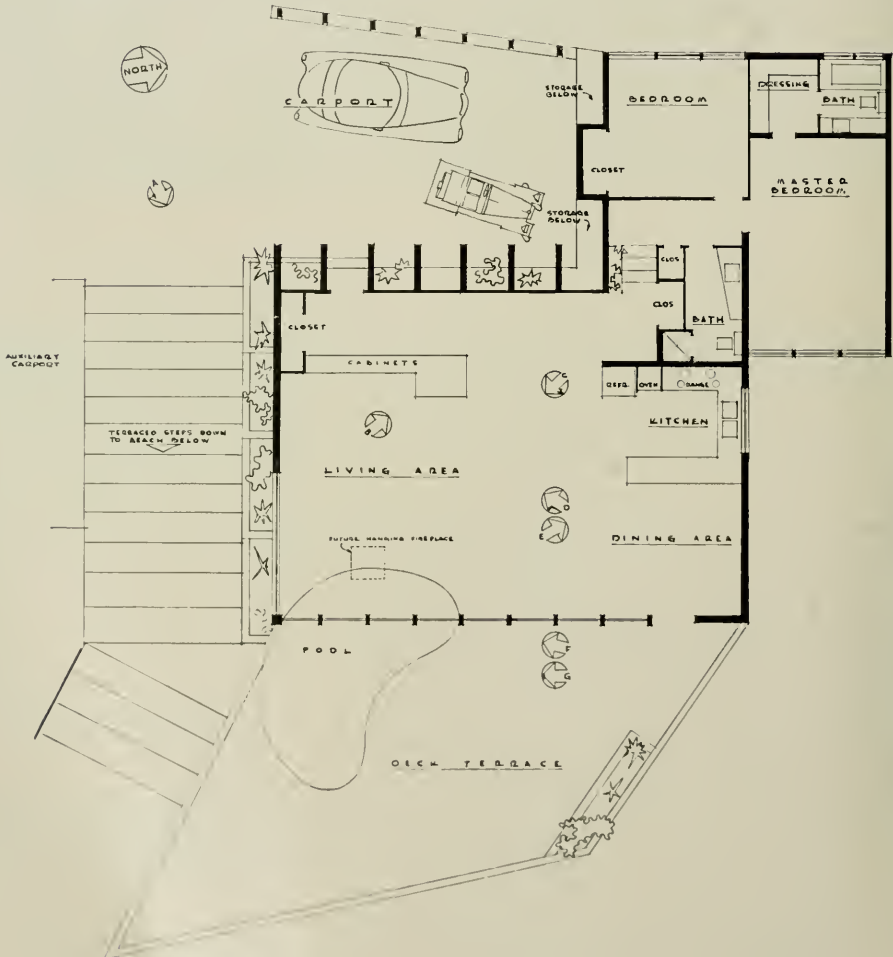 NORTH
CARPORT
STORAGE
BELOW
BEDROOM
DRESSING
BATH
A
CLOSET
MASTER
BEDROOM
STORAGE
BELOW
CLOS
CLOS
BATH
AUXILIARY
CARPORT
CLOSET
CABINETS
C
REFR.
OVEN
RANGE
KITCHEN
B
TERRACED STEPS DOWN
TO BEACH BELOW
LIVING AREA
D
E
DINING AREA
FUTURE HANGING FIREPLACE
POOL
F
G
DECK TERRACE